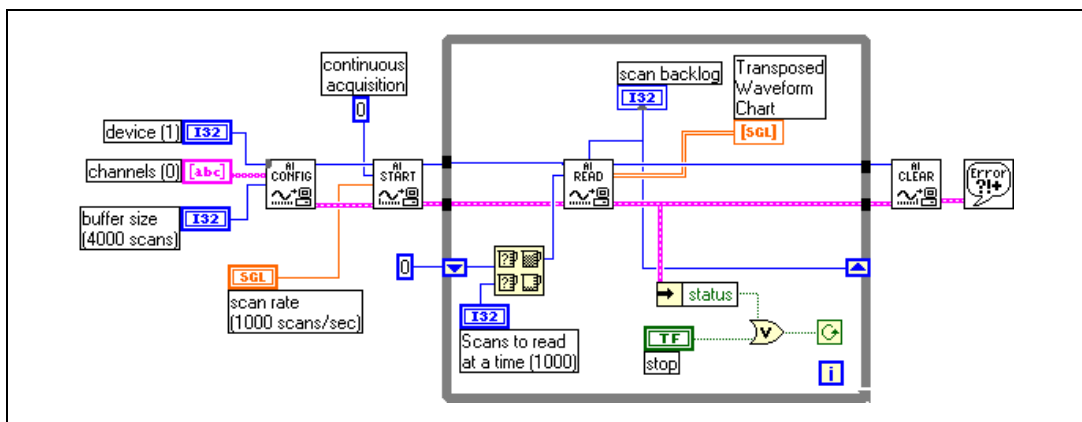 continuous
acquisition
0
device (1)
I32
channels (0)
[abc]
buffer size
(4000 scans)
I32
AI
CONFIG
AI
START
SGL
scan rate
(1000 scans/sec)
scan backlog
I32
Transposed
Waveform
Chart
[SGL]
AI
READ
0
? ?
I32
Scans to read
at a time (1000)
status
TF
stop
V
i
AI
CLEAR
Error
?!+